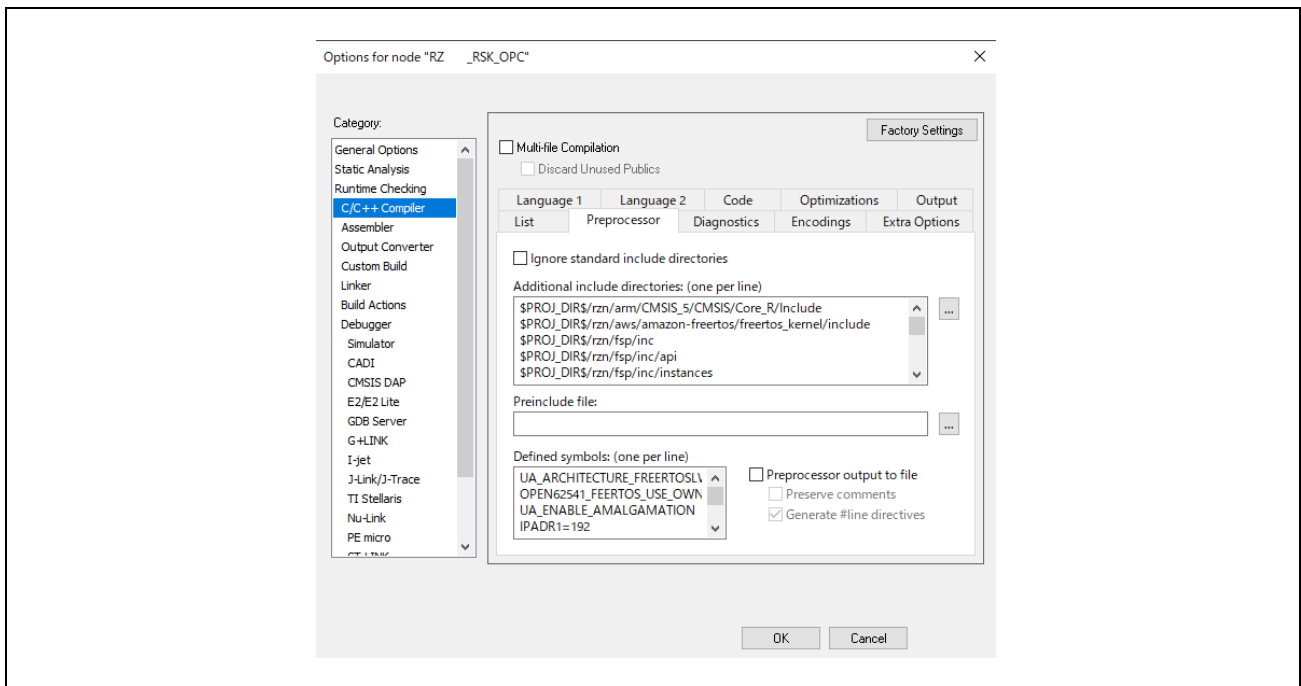 Options for node "RZ _RSK_OPC"
Category:
General Options
Static Analysis
Runtime Checking
C/C++ Compiler
Assembler
Output Converter
Custom Build
Linker
Build Actions
Debugger
Simulator
CADI
CMSIS DAP
E2/E2 Lite
GDB Server
G+LINK
I-jet
J-Link/J-Trace
TI Stellaris
Nu-Link
PE micro
Factory Settings
Multi-file Compilation
Discard Unused Publics
Language 1 Language 2 Code Optimizations Output
List Preprocessor Diagnostics Encodings Extra Options
Ignore standard include directories
Additional include directories: (one per line)
$PROJ_DIR$/rzn/arm/CMSIS_5/CMSIS/Core_R/Include
$PROJ_DIR$/rzn/aws/amazon-freertos/freertos_kernel/include
$PROJ_DIR$/rzn/fsp/inc
$PROJ_DIR$/rzn/fsp/inc/api
$PROJ_DIR$/rzn/fsp/inc/instances
...
Preinclude file:
...
Defined symbols: (one per line)
UA_ARCHITECTURE_FREERTOSL
OPEN62541_FEERTOS_USE_OWN
UA_ENABLE_AMALGAMATION
IPADR1=192
Preprocessor output to file
Preserve comments
Generate #line directives
OK Cancel